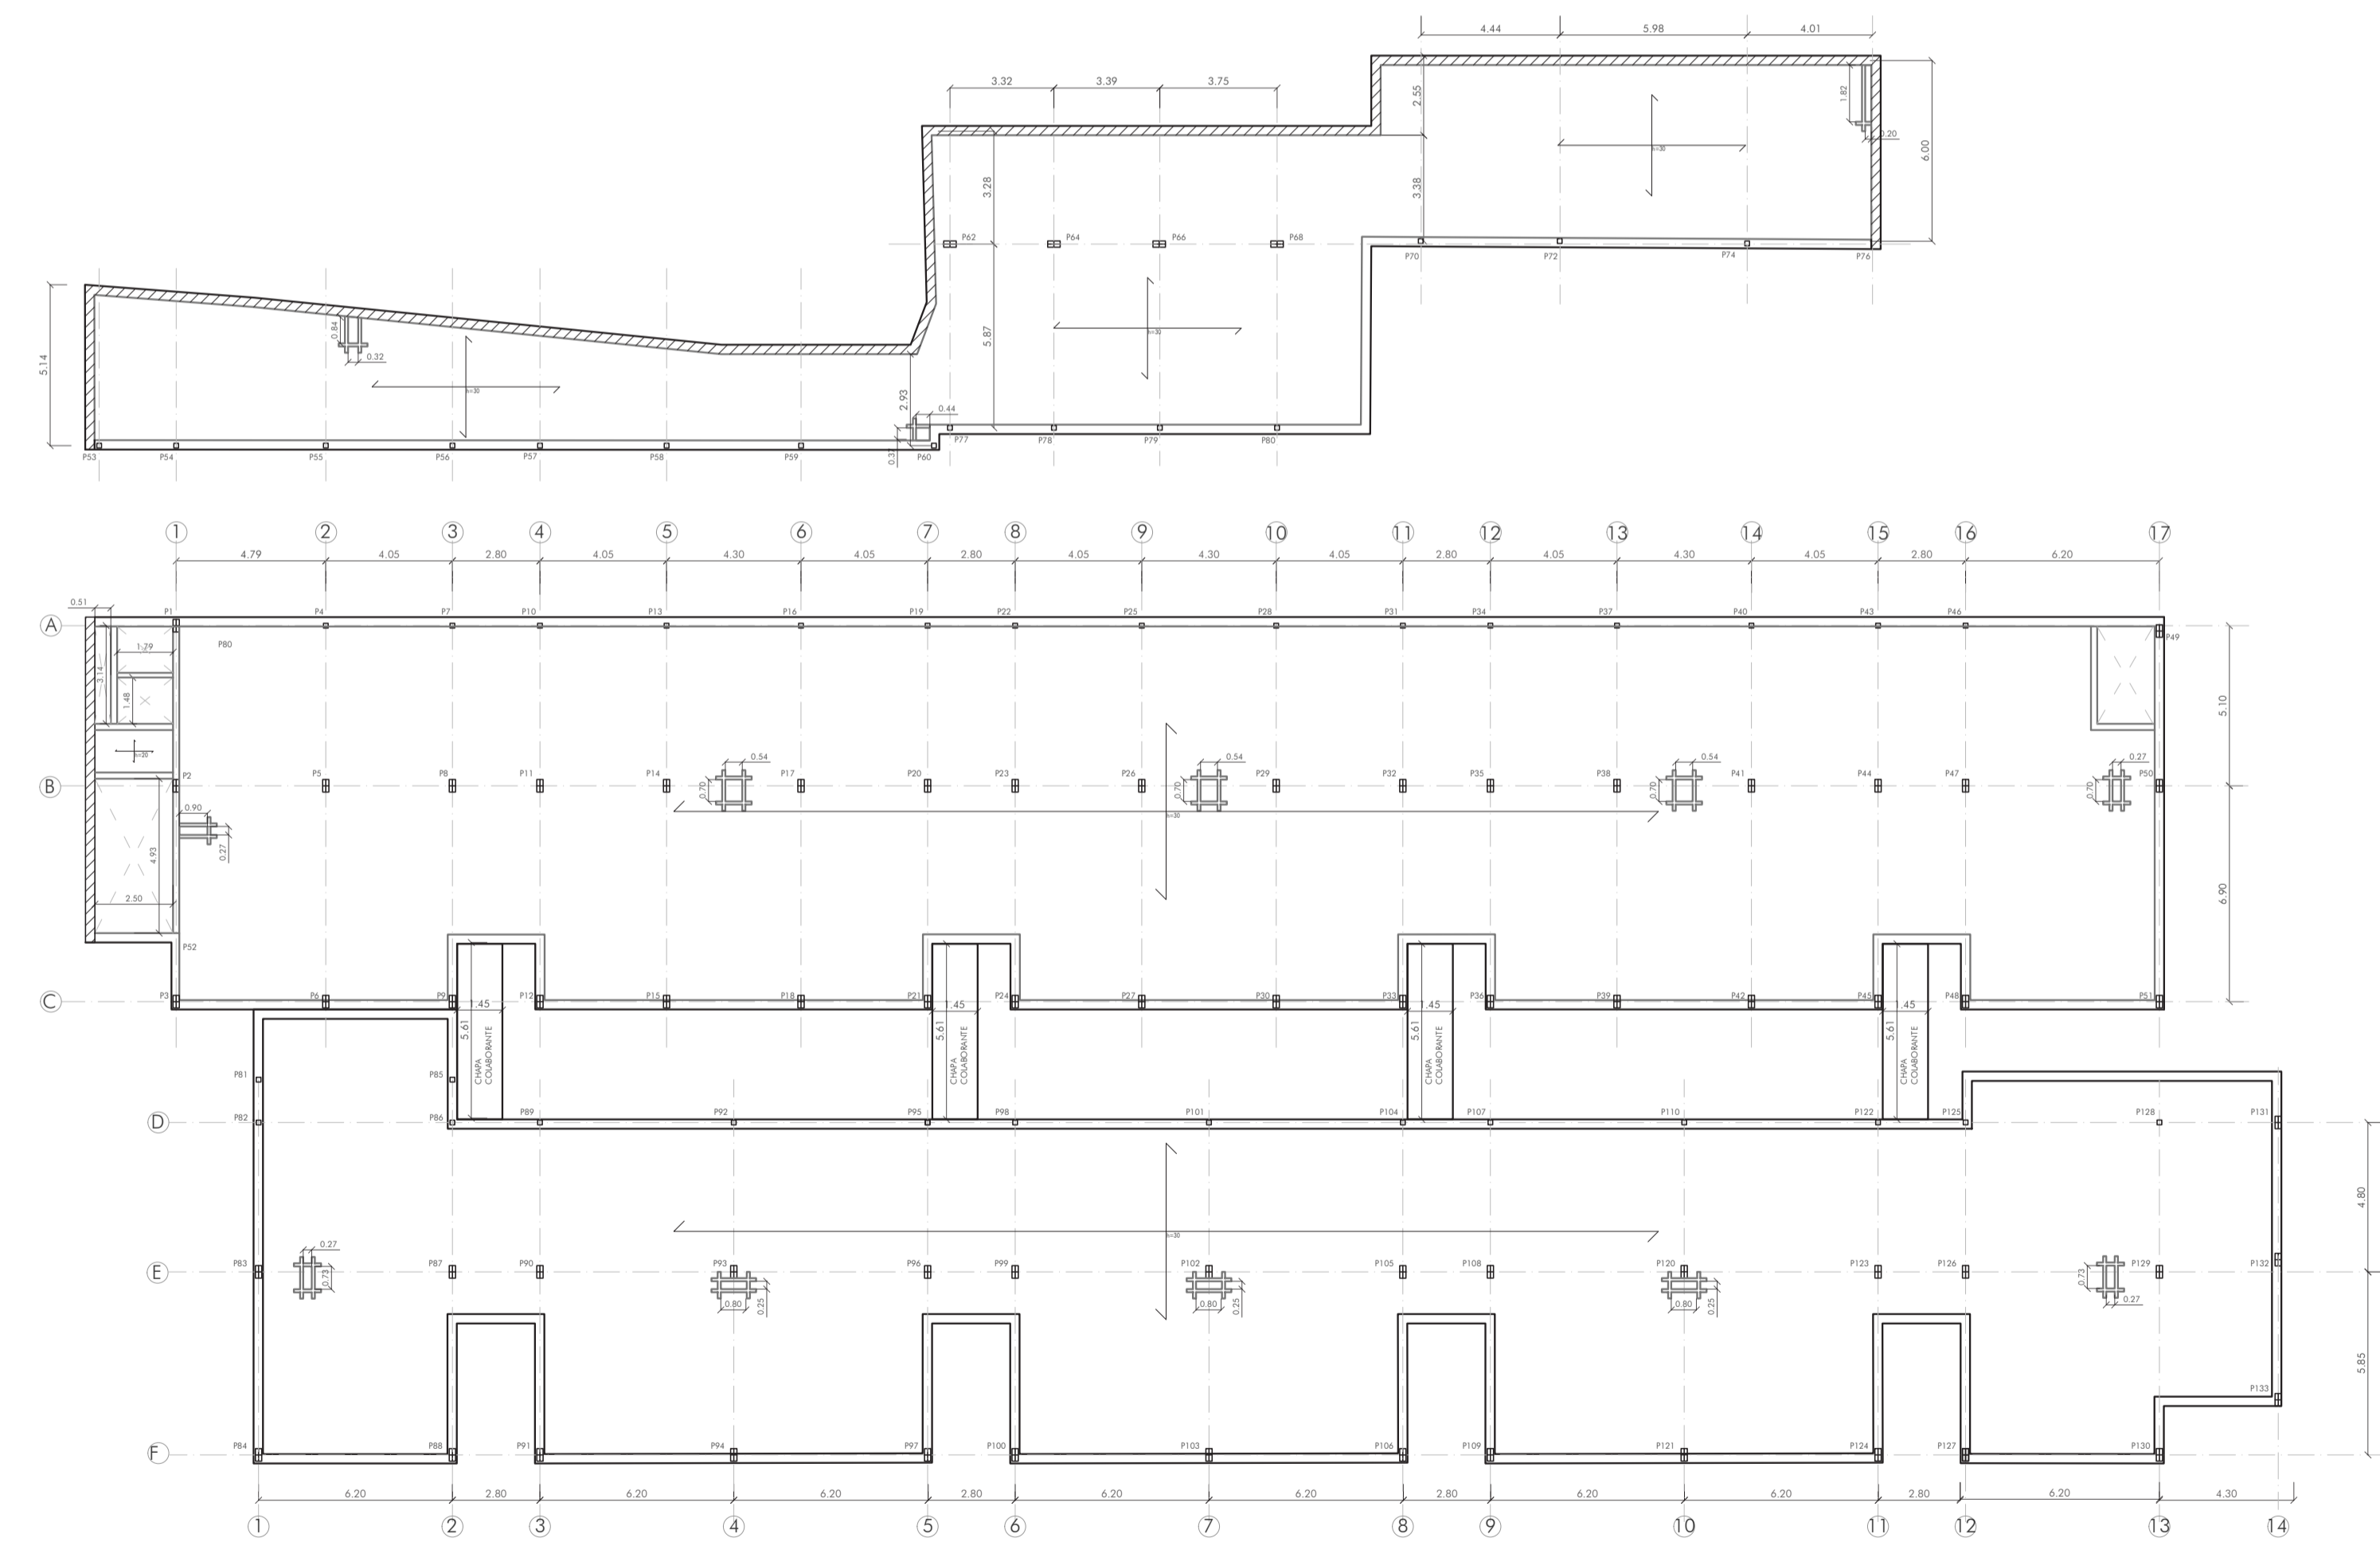 4.44 5.98 4.01
3.32 3.39 3.75
2.55 1.82
0.20
6.00
3.28 3.38
P62 P64 P66 P68
P70 P72 P74 P76
h=30
5.14 0.84 0.32
h=30
5.87
h=30
2.93 0.44
0.3
P53 P54 P55 P56 P57 P58 P59 P60 P77 P78 P79 P80
1 2 3 4 5 6 7 8 9 10 11 12 13 14 15 16 17
4.79 4.05 2.80 4.05 4.30 4.05 2.80 4.05 4.30 4.05 2.80 4.05 4.30 4.05 2.80 6.20
0.51
P1 P4 P7 P10 P13 P16 P19 P22 P25 P28 P31 P34 P37 P40 P43 P46
A
P49
1.79 P80
3.14
1.48
5.10
h=20
P2 P5 P8 P11 P14 0.54 P17 P20 P23 P26 0.54 P29 P32 P35 P38 0.54 P41 P44 P47 0.27 P50
B
0.70 0.70 0.70 0.70
0.90
h=30
0.27
4.93
2.50
6.90
P52
C
P3 P6 P9 P12 P15 P18 P21 P24 P27 P30 P33 P36 P39 P42 P45 P48 P51
1.45 1.45 1.45 1.45
5.61 5.61 5.61 5.61
CHAPA
COLABORANTE
CHAPA
COLABORANTE
CHAPA
COLABORANTE
CHAPA
COLABORANTE
P81 P85
D
P82 P86 P89 P92 P95 P98 P101 P104 P107 P110 P122 P125 P128 P131
4.80
h=30
0.27
E
P83 P87 P90 P93 P96 P99 P102 P105 P108 P120 P123 P126 P129 P132
0.73 0.73
0.80 0.25 0.80 0.25 0.80 0.25 0.27
5.85
P133
F
P84 P88 P91 P94 P97 P100 P103 P106 P109 P121 P124 P127 P130
6.20 2.80 6.20 6.20 2.80 6.20 6.20 2.80 6.20 6.20 2.80 6.20 4.30
1 2 3 4 5 6 7 8 9 10 11 12 13 14